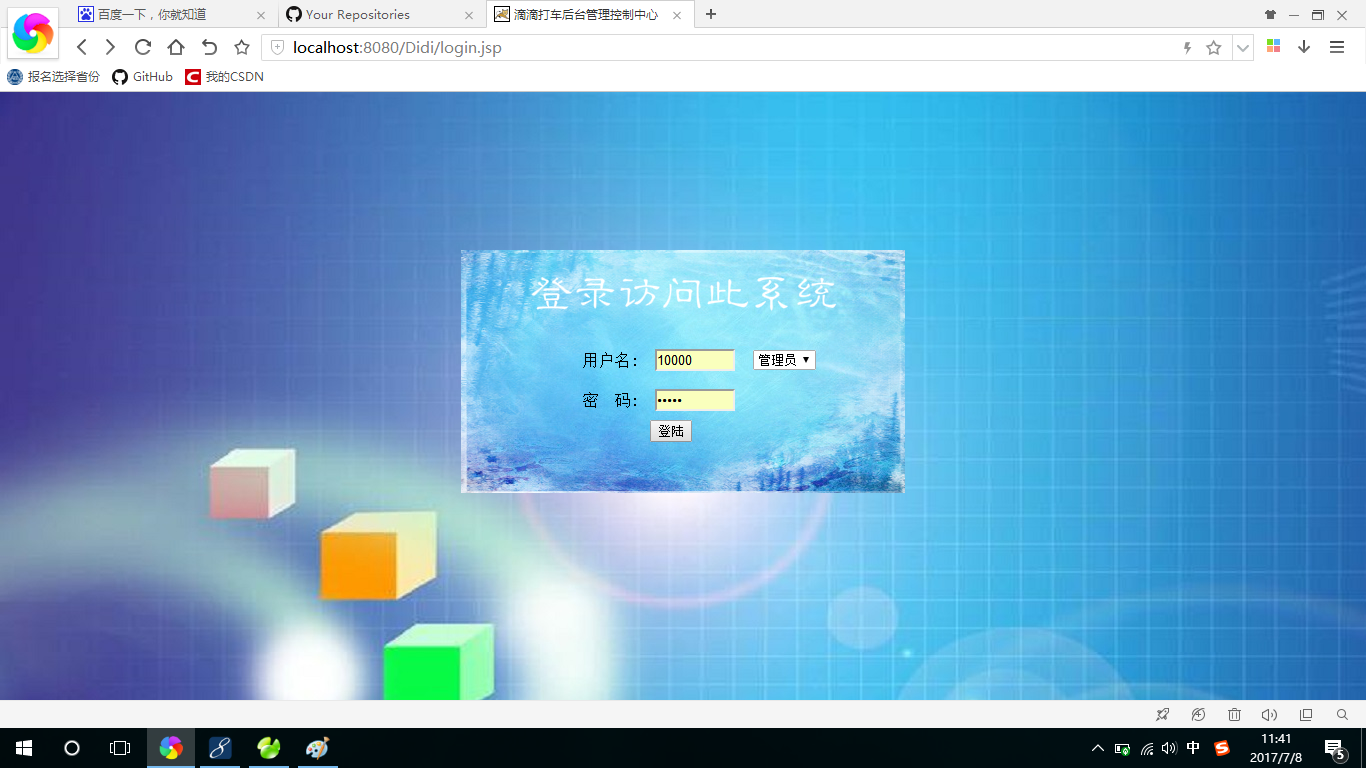 百度一下，你就知道
Your Repositories
滴滴打车后台管理控制中心
localhost:8080/Didi/login.jsp
报名选择省份 GitHub 我的CSDN
登录访问此系统
用户名： 10000 管理员
密 码： •••••
登陆
中
11:41
2017/7/8
5